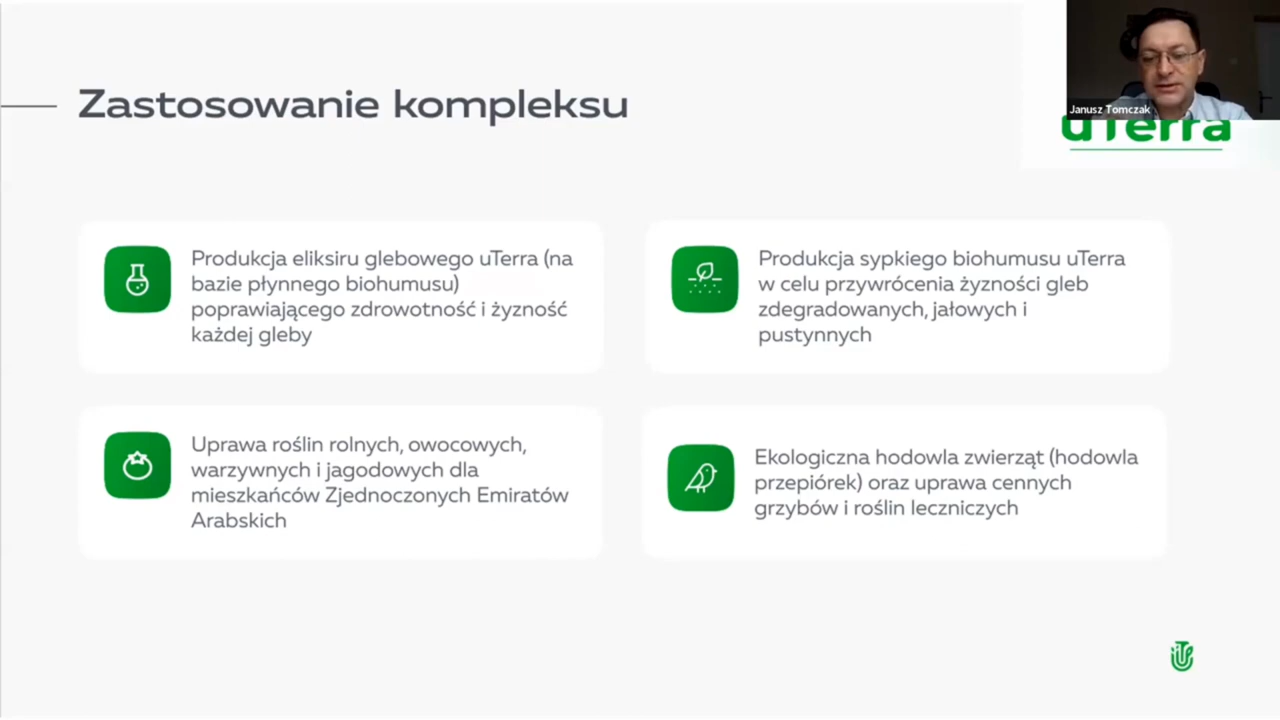 Zastosowanie kompleksu
Janusz Tomczak
uTerra
Produkcja eliksiru glebowego uTerra (na
bazie płynnego biohumusu)
poprawiającego zdrowotność i żyzność
każdej gleby
Produkcja sypkiego biohumusu uTerra
w celu przywrócenia żyzności gleb
zdegradowanych, jałowych i
pustynnych
Uprawa roślin rolnych, owocowych,
warzywnych i jagodowych dla
mieszkańców Zjednoczonych Emiratów
Arabskich
Ekologiczna hodowla zwierząt (hodowla
przepiórek) oraz uprawa cennych
grzybów i roślin leczniczych